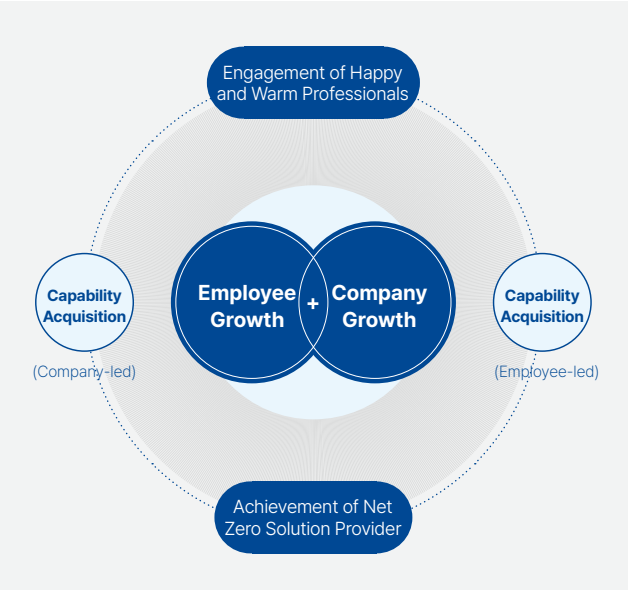 Engagement of Happy
and Warm Professionals
Capability
Acquisition
(Company-led)
Employee
Growth
+
Company
Growth
Capability
Acquisition
(Employee-led)
Achievement of Net
Zero Solution Provider